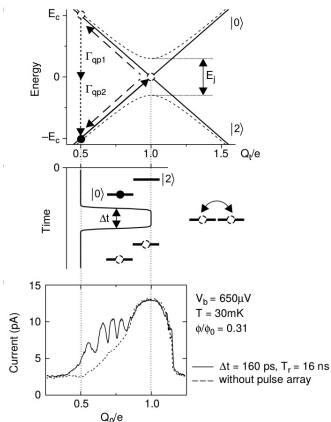 E_c
|0⟩
Γ_qp1
Energy
0
E_j
Γ_qp2
−E_c
|2⟩
0.5
1.0
1.5
Q_t/e
0
|2⟩
|0⟩
Time
Δt
15
V_b = 650μV
T = 30mK
ϕ/ϕ_0 = 0.31
10
Current (pA)
5
Δt = 160 ps, T_r = 16 ns
without pulse array
0
0.5
1.0
Q_0/e